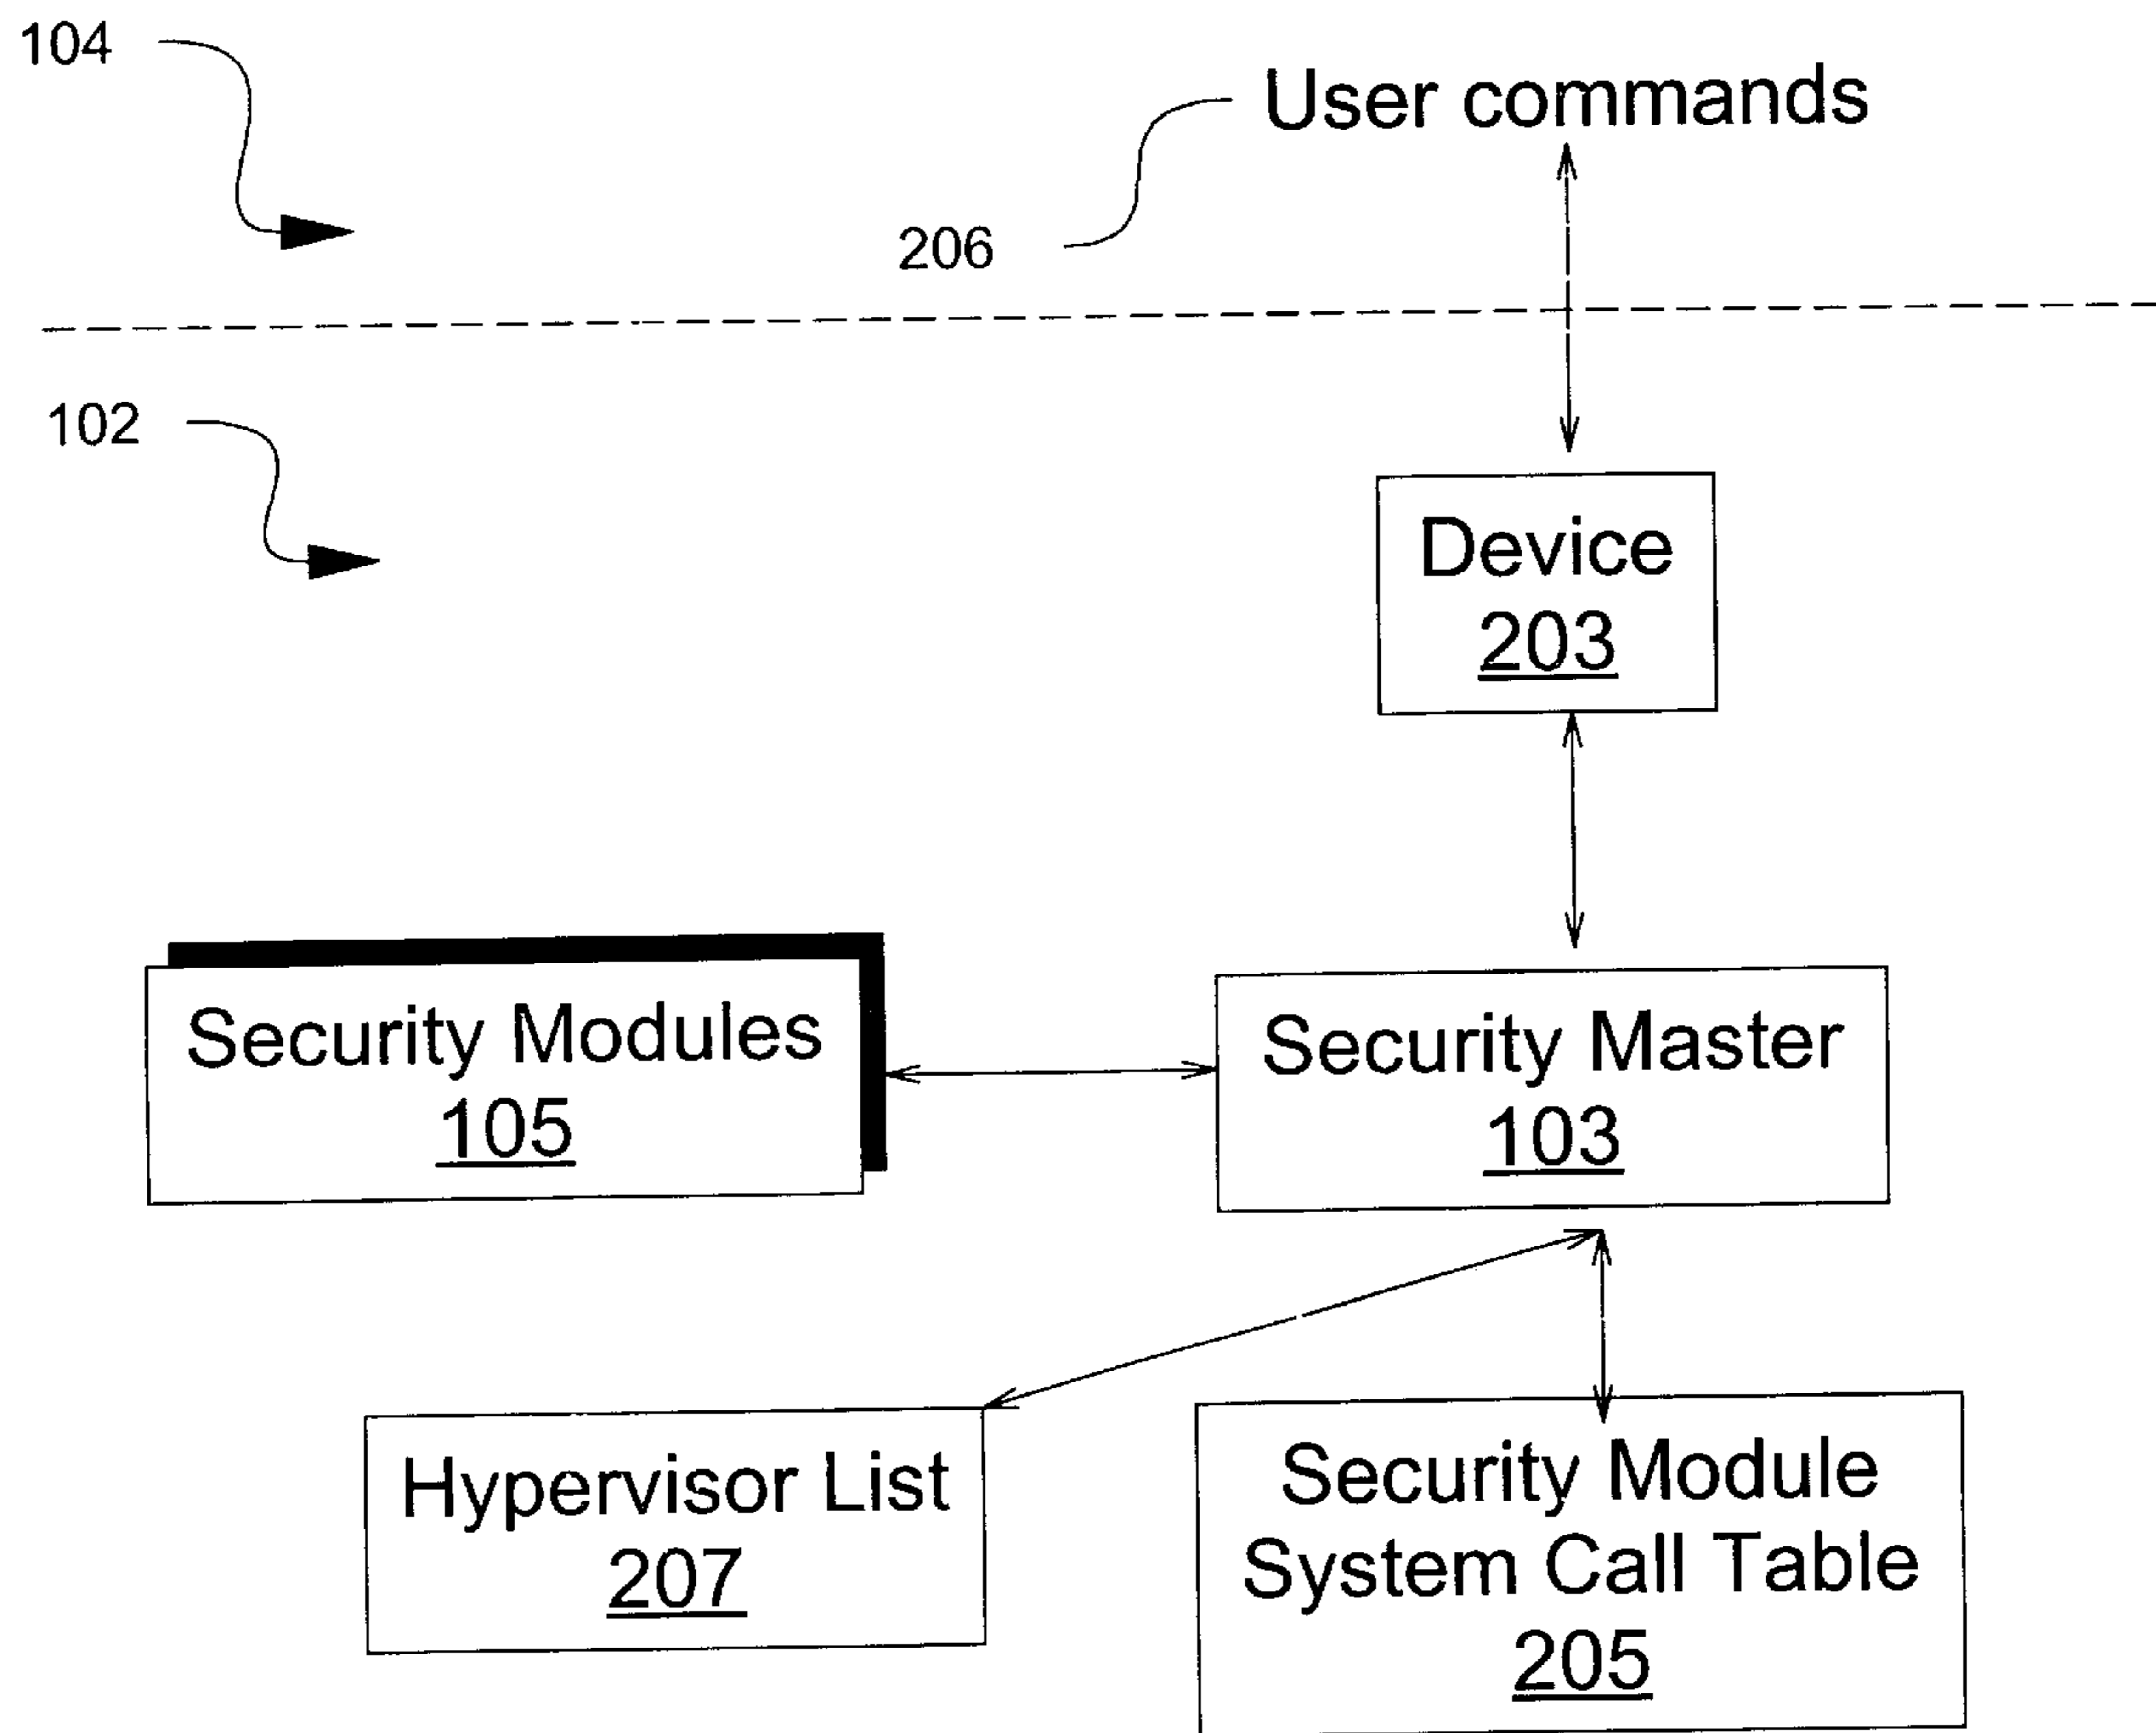 104
User commands
206
102
Device
203
Security Modules
105
Security Master
103
Hypervisor List
207
Security Module
System Call Table
205